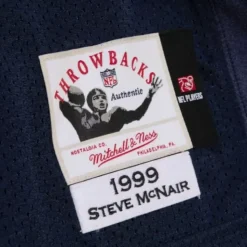 THROWBACKS
NFL
Authentic
NFL PLAYERS
NOSTALGIA CO.
Mitchell & Ness
PHILADELPHIA, PA.
1999
STEVE MCNAIR